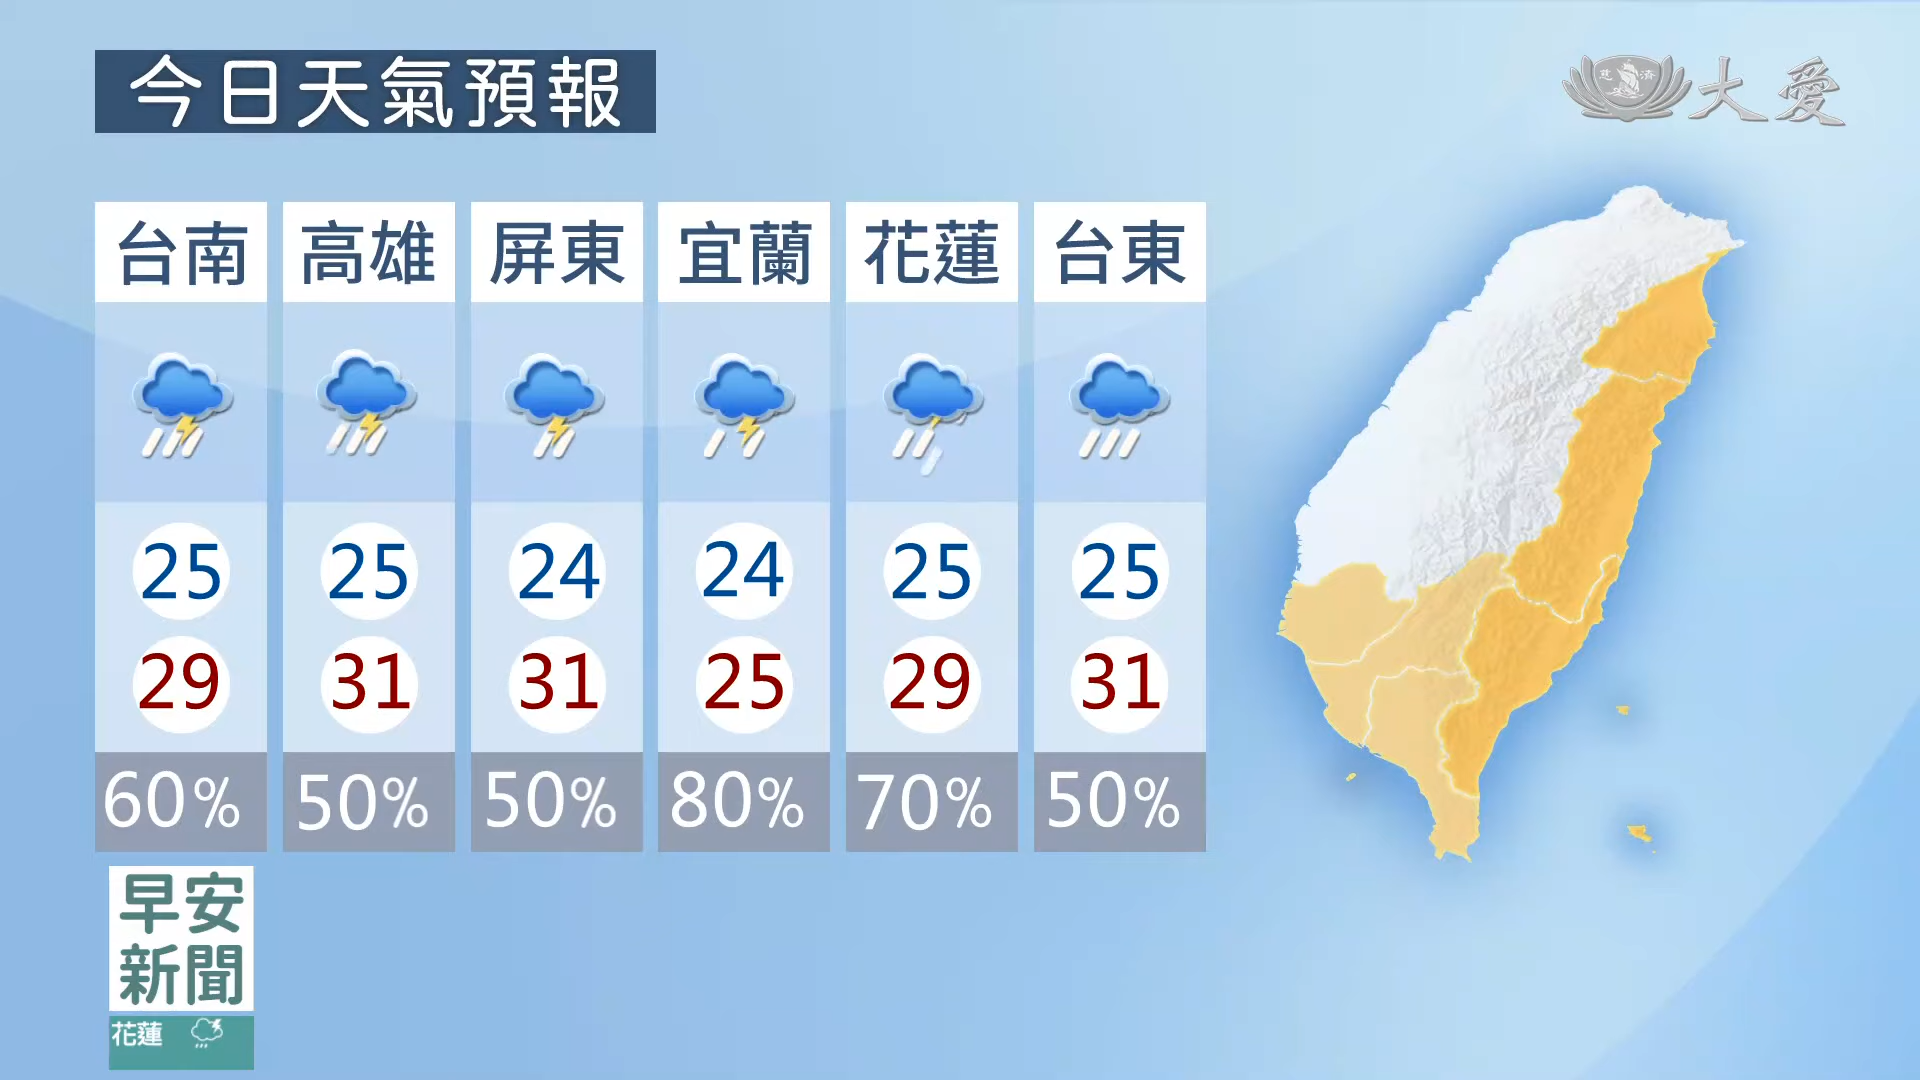 今日天氣預報
慈濟
大愛
台南 高雄 屏東 宜蘭 花蓮 台東
25 25 24 24 25 25
29 31 31 25 29 31
60% 50% 50% 80% 70% 50%
早安
新聞
花蓮